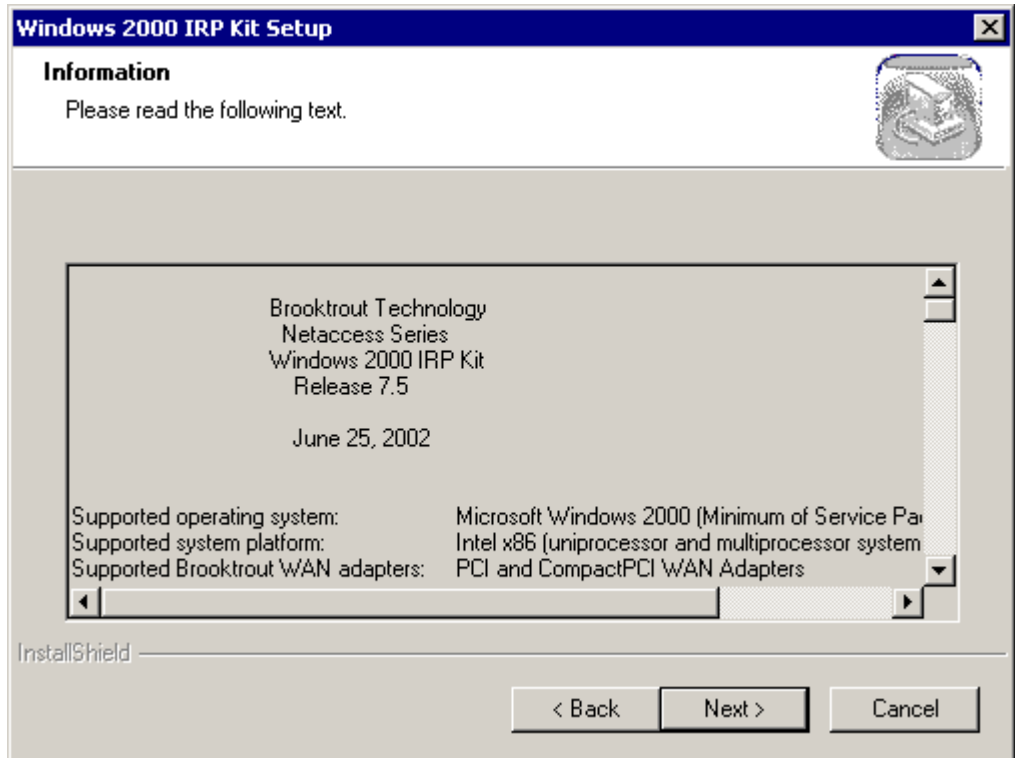 Windows 2000 IRP Kit Setup
Information
Please read the following text.
Brooktrout Technology
Netaccess Series
Windows 2000 IRP Kit
Release 7.5
June 25, 2002
Supported operating system: Microsoft Windows 2000 (Minimum of Service
Supported system platform: Intel x86 (uniprocessor and multiprocessor system
Supported Brooktrout WAN adapters: PCI and CompactPCI WAN Adapters
InstallShield
< Back Next > Cancel